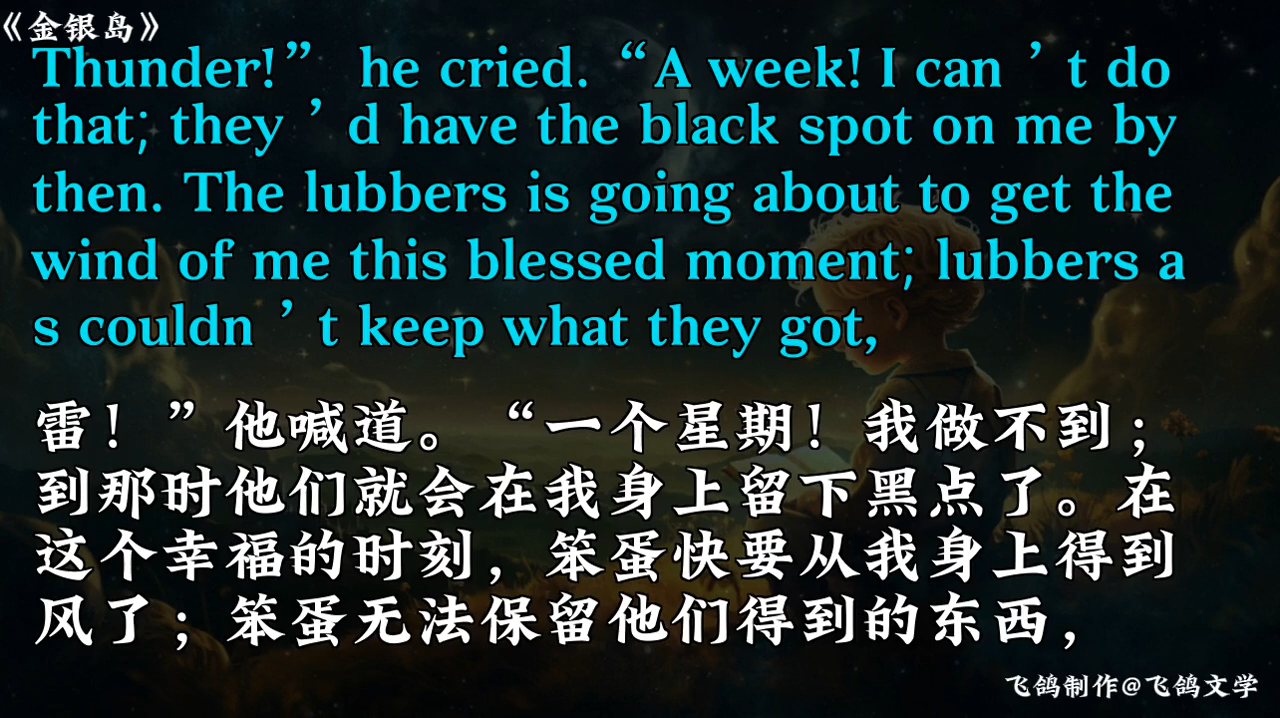 《金银岛》
Thunder!” he cried. “A week! I can ’ t do
that; they ’ d have the black spot on me by
then. The lubbers is going about to get the
wind of me this blessed moment; lubbers a
s couldn ’ t keep what they got,
雷！”他喊道。“一个星期！我做不到；
到那时他们就会在我身上留下黑点了。在
这个幸福的时刻，笨蛋快要从我身上得到
风了；笨蛋无法保留他们得到的东西，
飞鸽制作@飞鸽文学